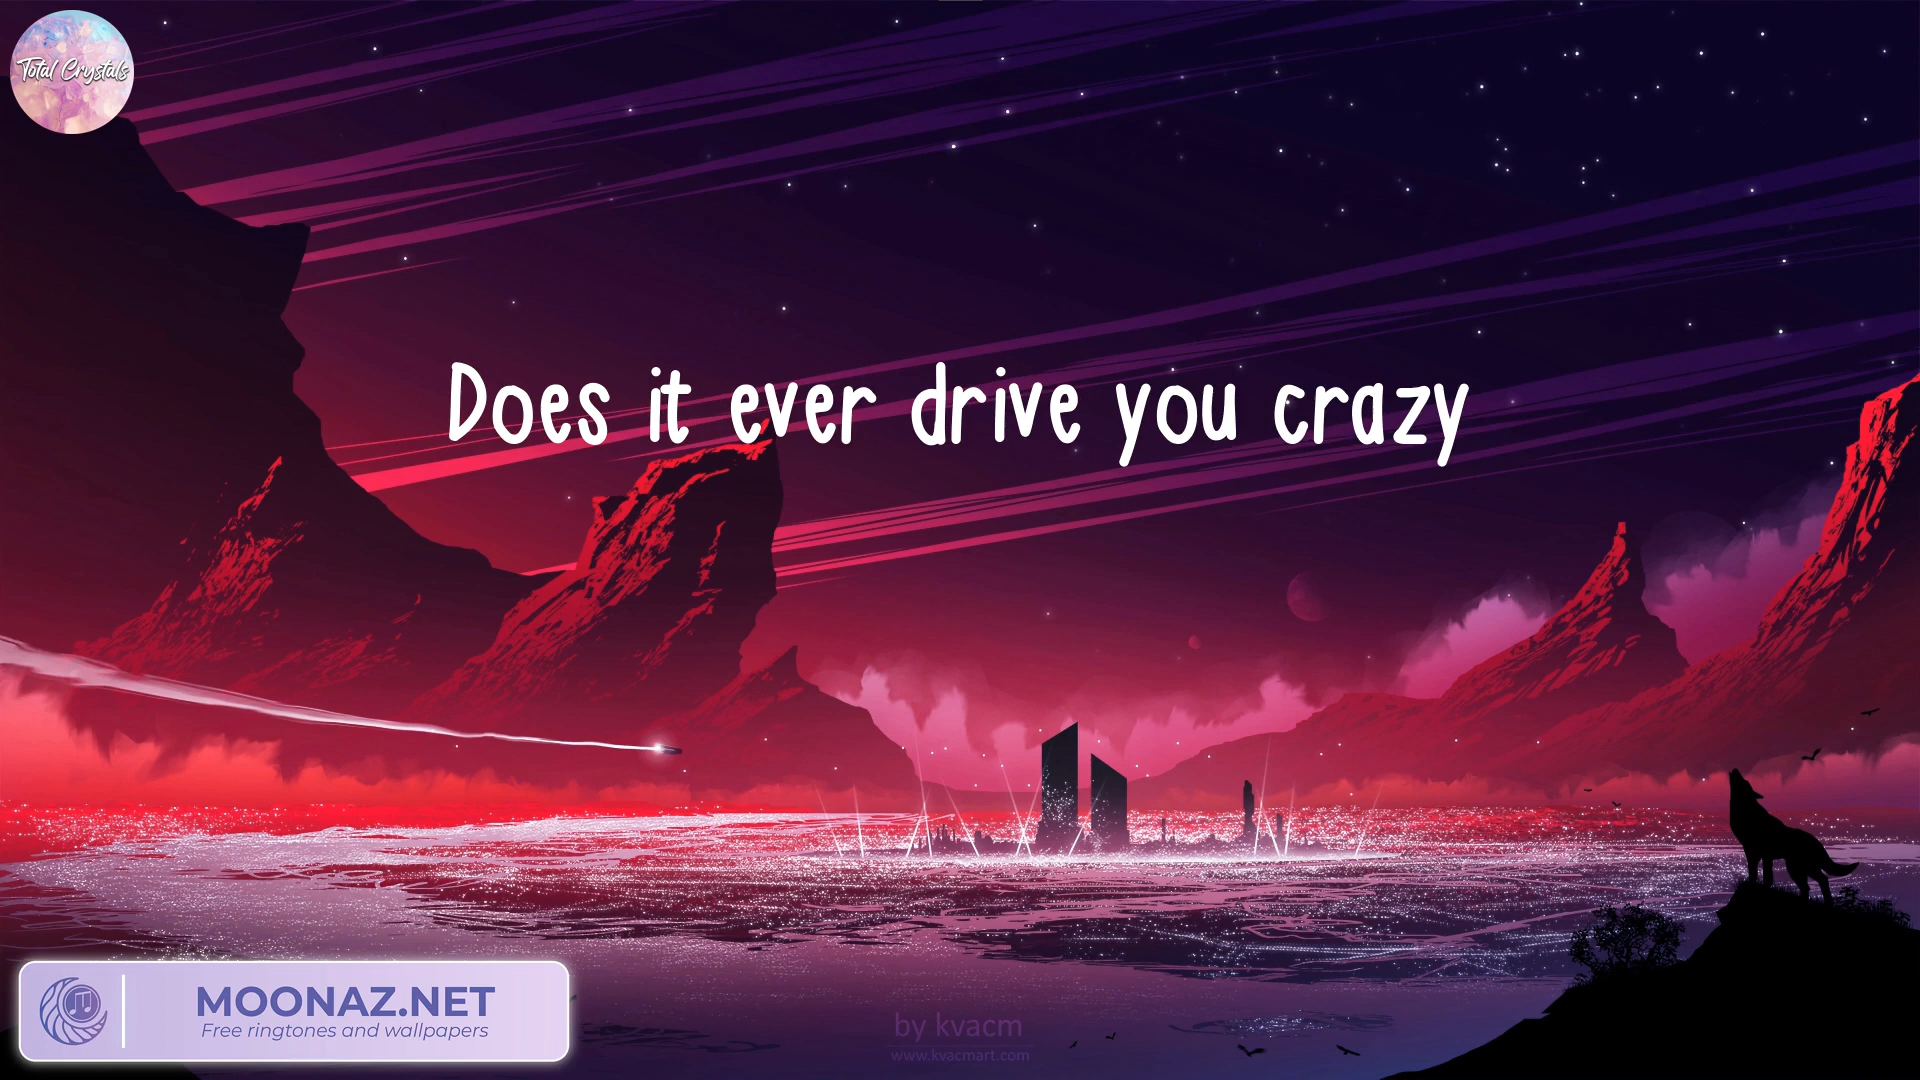 Total Crystals
Does it ever drive you crazy
MOONAZ.NET
Free ringtones and wallpapers
by kvacm
www.kvacmart.com